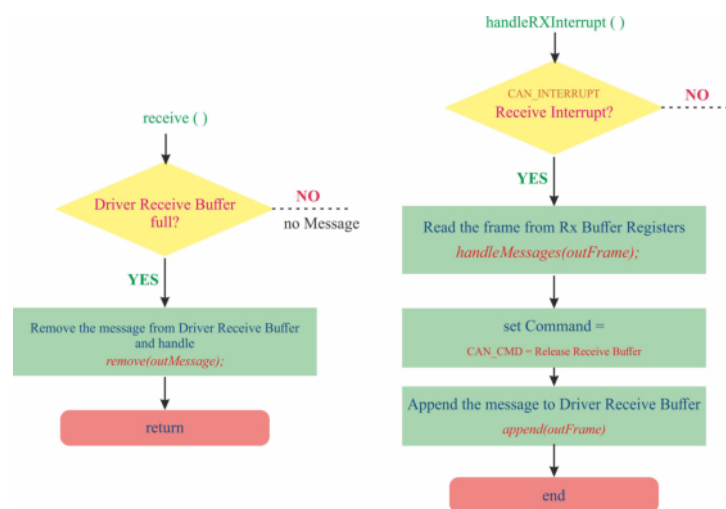 receive ( )
Driver Receive Buffer
full?
NO
no Message
YES
Remove the message from Driver Receive Buffer
and handle
remove(outMessage);
return
handleRXInterrupt ( )
CAN_INTERRUPT
Receive Interrupt?
NO
YES
Read the frame from Rx Buffer Registers
handleMessages(outFrame);
set Command =
CAN_CMD = Release Receive Buffer
Append the message to Driver Receive Buffer
append(outFrame)
end